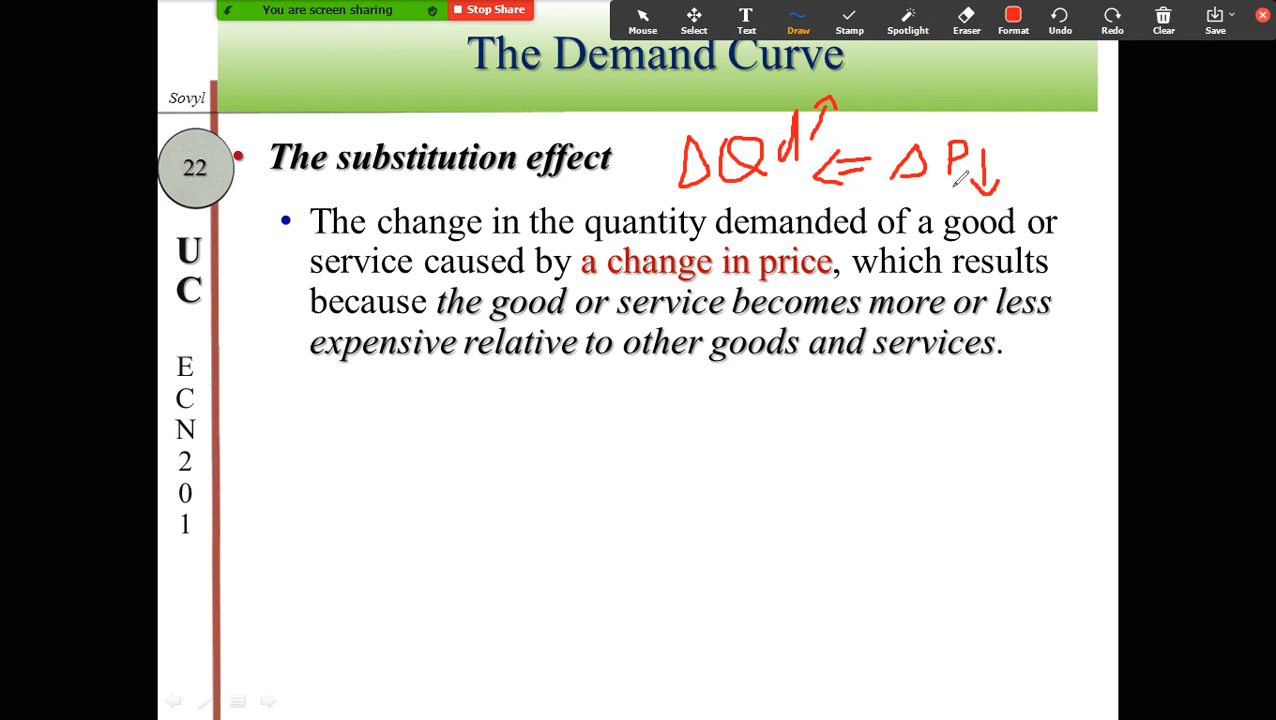 You are screen sharing
Stop Share
Mouse
Select
Text
Draw
Stamp
Spotlight
Eraser
Format
Undo
Redo
Clear
Save
The Demand Curve
Sovyl
22
U
C
E
C
N
2
0
1
• The substitution effect
ΔQd↑ <= ΔP↓
• The change in the quantity demanded of a good or
service caused by a change in price, which results
because the good or service becomes more or less
expensive relative to other goods and services.